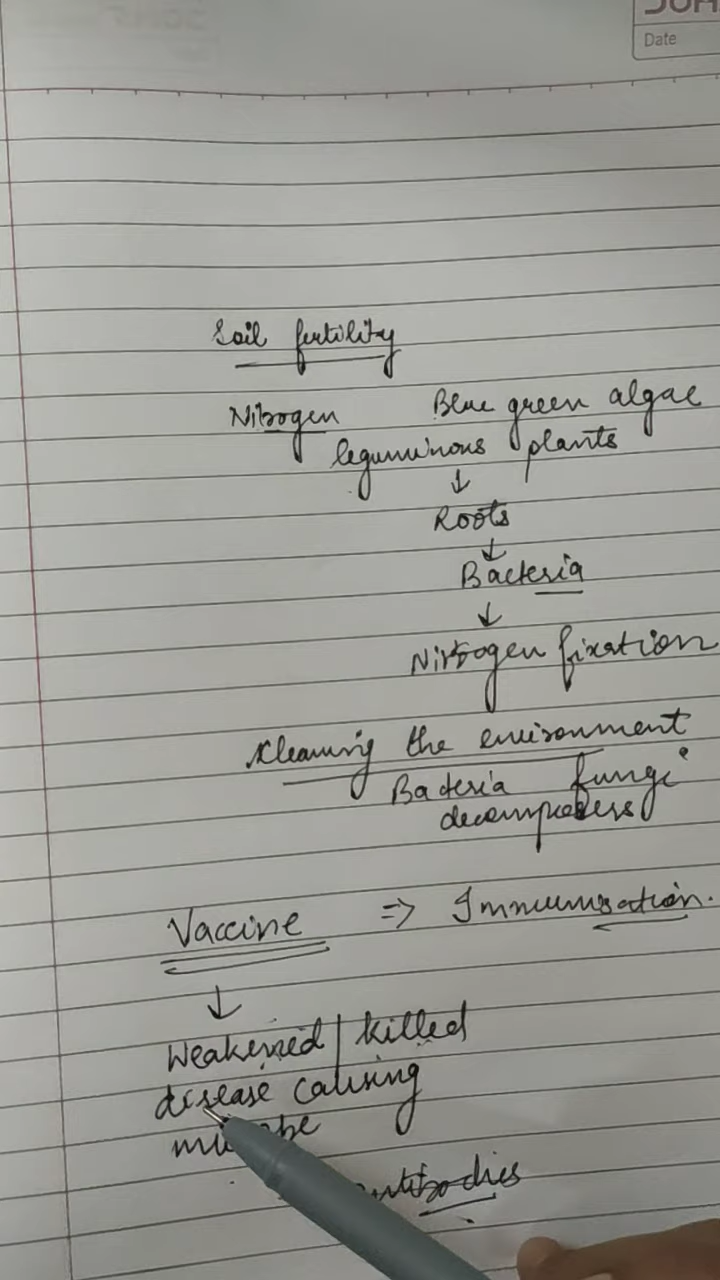 Date
Soil fertility
Nitrogen Blue green algae
leguminous plants
↓
Roots
↓
Bacteria
↓
Nitrogen fixation
Cleaning the environment
Bacteria fungi
decomposers
Vaccine ⇒ Immunisation.
↓
Weakened / killed
disease causing
antibodies